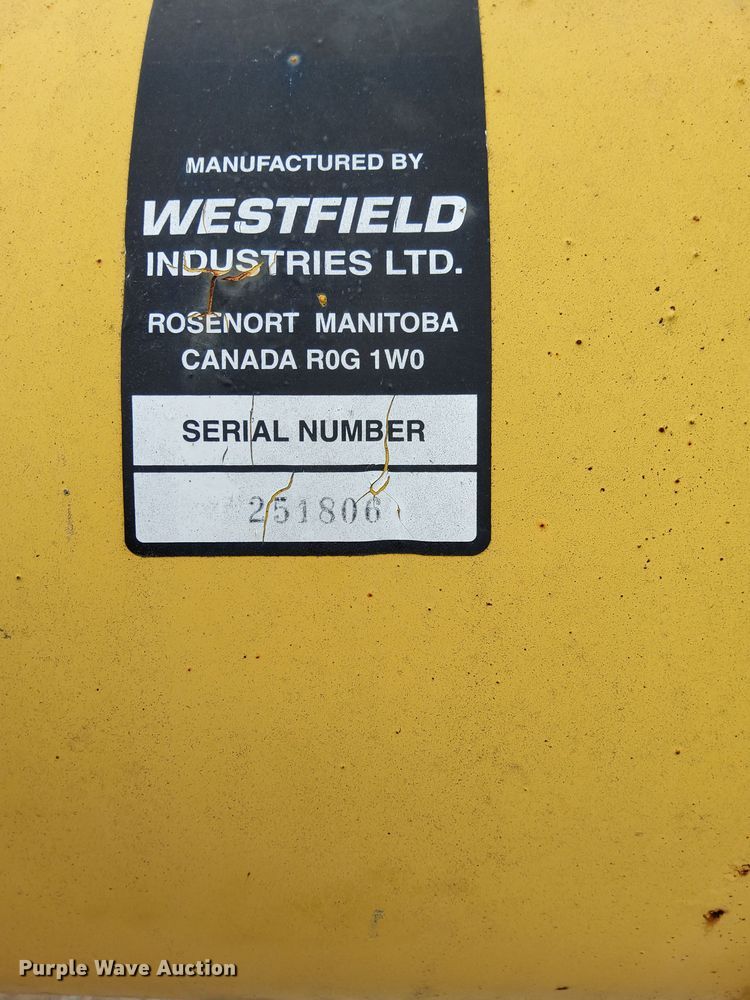 MANUFACTURED BY
WESTFIELD
INDUSTRIES LTD.
ROSENORT MANITOBA
CANADA R0G 1W0
SERIAL NUMBER
251806
Purple Wave Auction